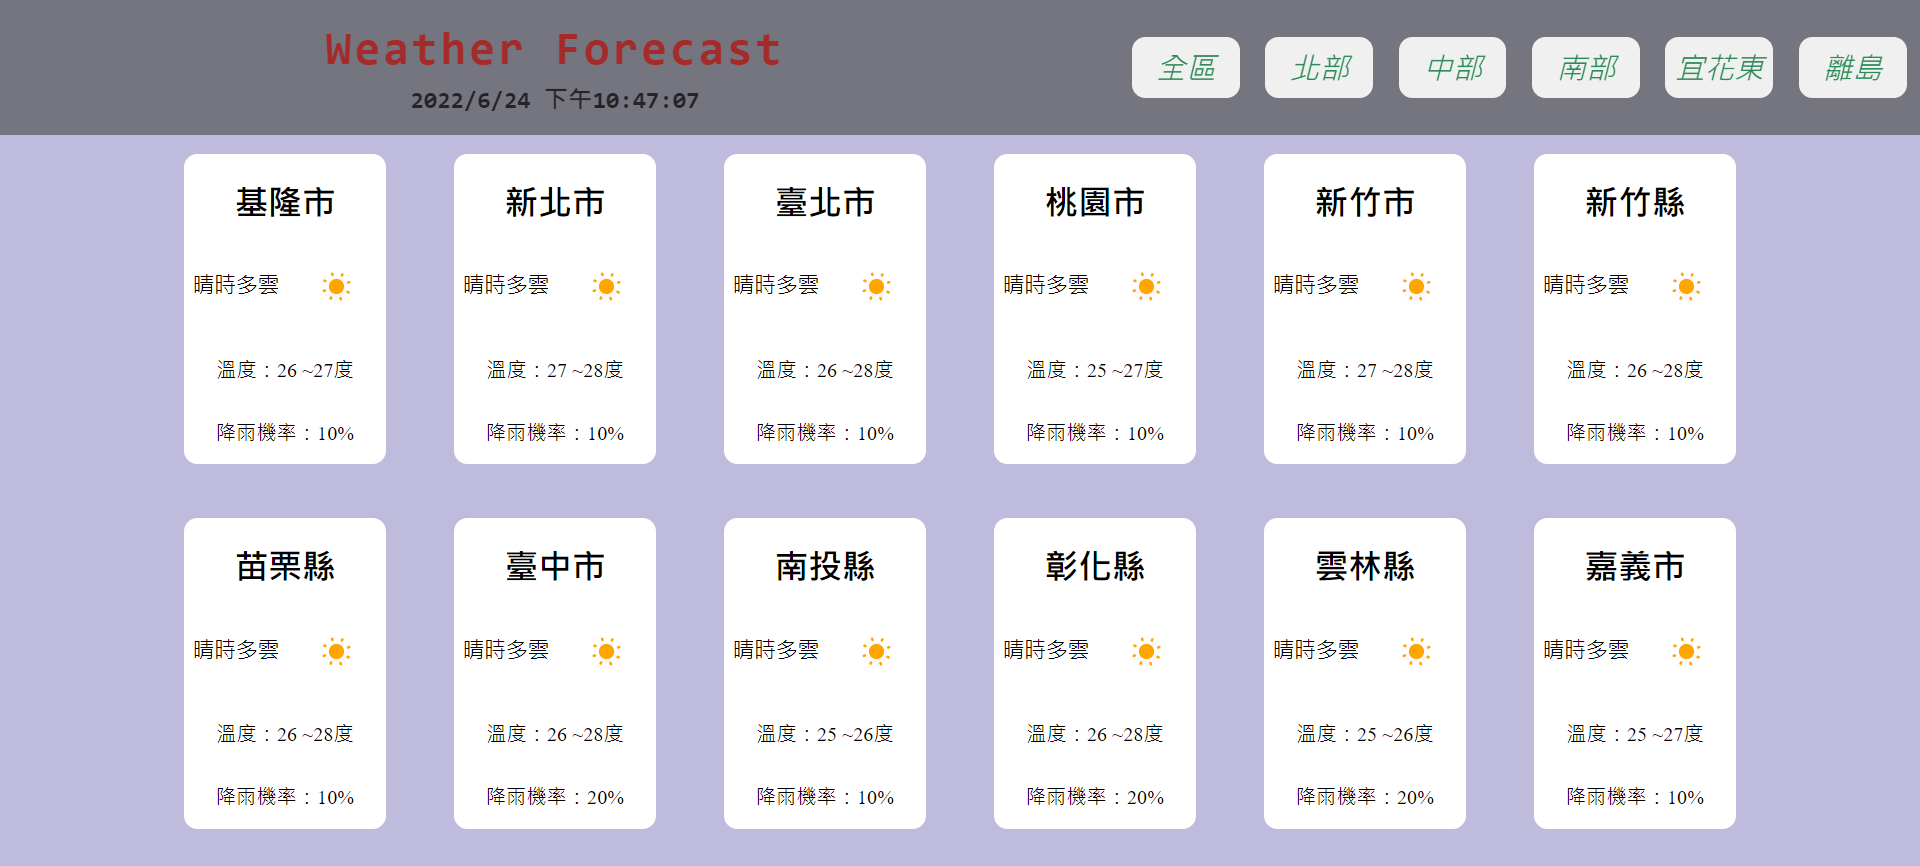 Weather Forecast
2022/6/24 下午10:47:07
全區
北部
中部
南部
宜花東
離島
基隆市
晴時多雲
溫度：26 ~27度
降雨機率：10%
新北市
晴時多雲
溫度：27 ~28度
降雨機率：10%
臺北市
晴時多雲
溫度：26 ~28度
降雨機率：10%
桃園市
晴時多雲
溫度：25 ~27度
降雨機率：10%
新竹市
晴時多雲
溫度：27 ~28度
降雨機率：10%
新竹縣
晴時多雲
溫度：26 ~28度
降雨機率：10%
苗栗縣
晴時多雲
溫度：26 ~28度
降雨機率：10%
臺中市
晴時多雲
溫度：26 ~28度
降雨機率：20%
南投縣
晴時多雲
溫度：25 ~26度
降雨機率：10%
彰化縣
晴時多雲
溫度：26 ~28度
降雨機率：20%
雲林縣
晴時多雲
溫度：25 ~26度
降雨機率：20%
嘉義市
晴時多雲
溫度：25 ~27度
降雨機率：10%